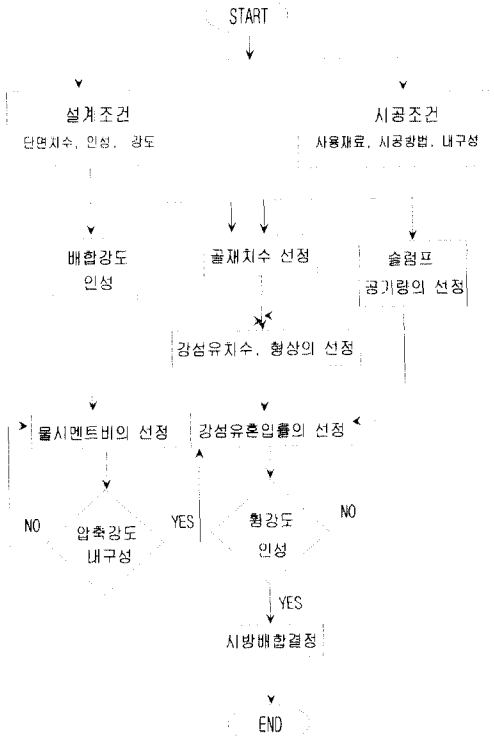 START
설계조건
단면치수, 인성, 강도
시공조건
사용재료, 시공방법, 내구성
배합강도
인성
골재치수 선정
슬럼프
공기량의 선정
강섬유치수, 형상의 선정
물시멘트비의 선정
강섬유혼입률의 선정
NO
압축강도
내구성
YES
휨강도
인성
NO
YES
시방배합결정
END